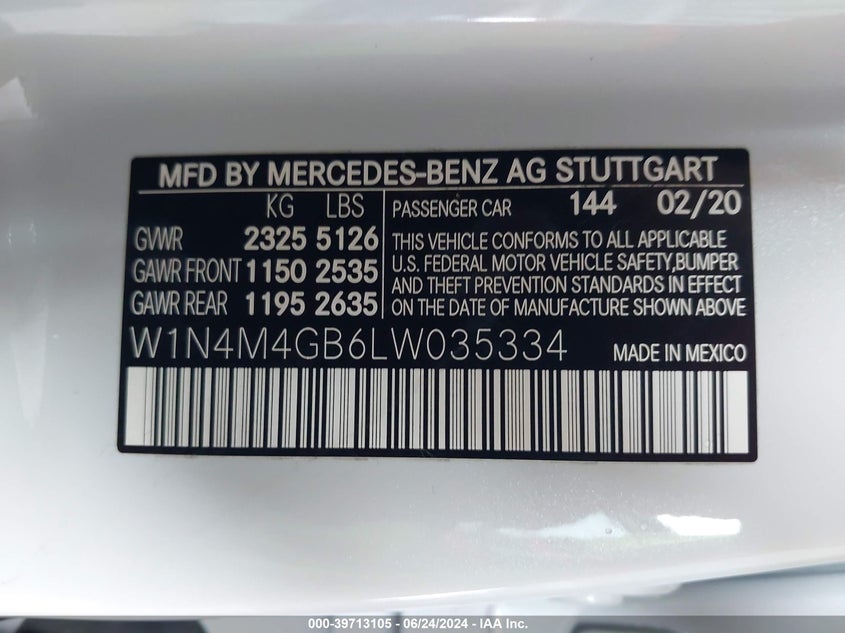 MFD BY MERCEDES-BENZ AG STUTTGART
KG LBS
GVWR 2325 5126
GAWR FRONT 1150 2535
GAWR REAR 1195 2635
PASSENGER CAR 144 02/20
THIS VEHICLE CONFORMS TO ALL APPLICABLE
U.S. FEDERAL MOTOR VEHICLE SAFETY,BUMPER
AND THEFT PREVENTION STANDARDS IN EFFECT
ON THE DATE OF MANUFACTURE SHOWN ABOVE
W1N4M4GB6LW035334 MADE IN MEXICO
000-39713105 - 06/24/2024 - IAA Inc.